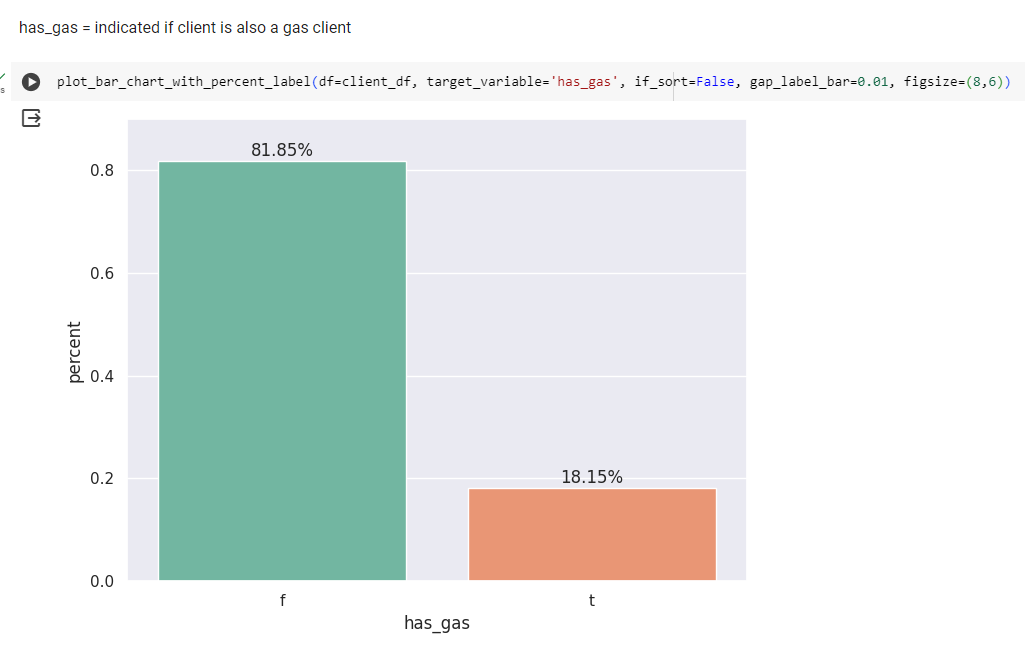 has_gas = indicated if client is also a gas client
s
plot_bar_chart_with_percent_label(df=client_df, target_variable='has_gas', if_sort=False, gap_label_bar=0.01, figsize=(8,6))
81.85%
0.8
0.6
percent
0.4
18.15%
0.2
0.0
f t
has_gas